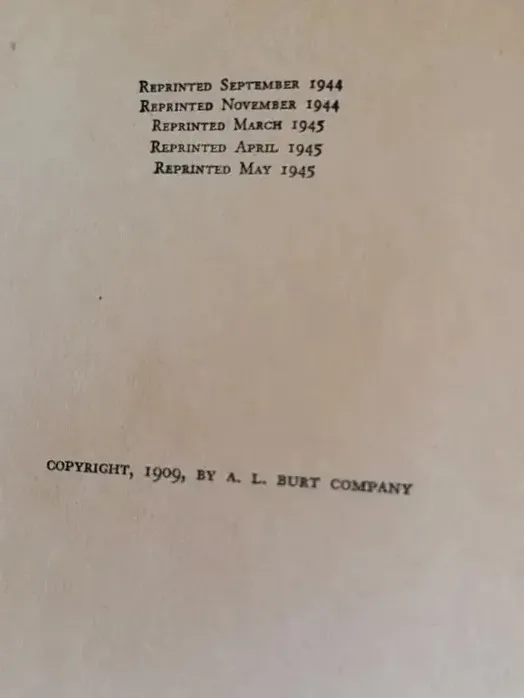 Reprinted September 1944
Reprinted November 1944
Reprinted March 1945
Reprinted April 1945
Reprinted May 1945
COPYRIGHT, 1909, BY A. L. BURT COMPANY